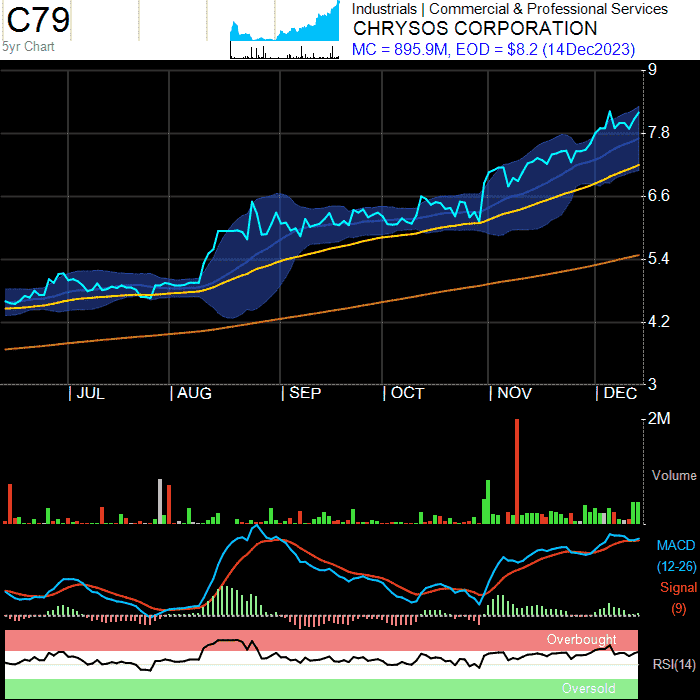 C79
5yr Chart
Industrials | Commercial & Professional Services
CHRYSOS CORPORATION
MC = 895.9M, EOD = $8.2 (14Dec2023)
9
7.8
6.6
5.4
4.2
3
JUL AUG SEP OCT NOV DEC
2M
Volume
MACD
(12-26)
Signal
(9)
Overbought
RSI(14)
Oversold